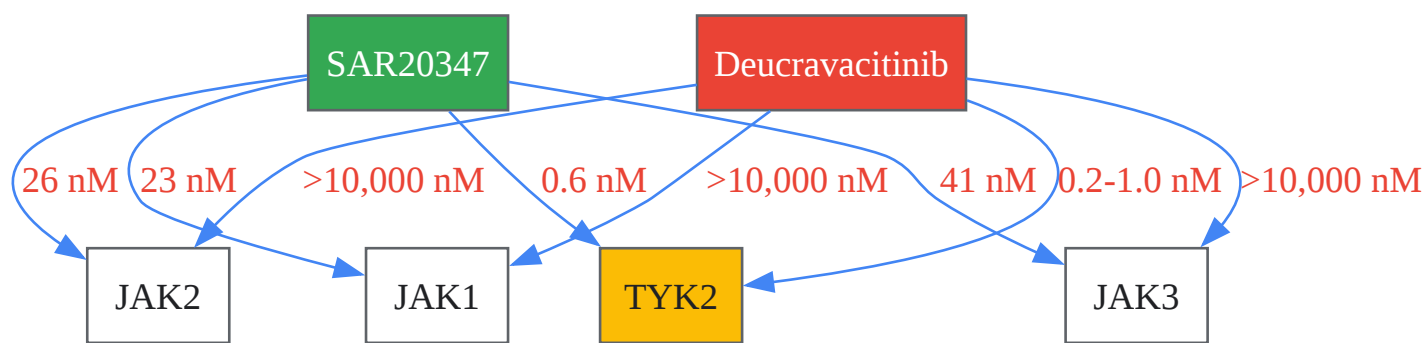 SAR20347
Deucravacitinib
26 nM
23 nM
>10,000 nM
0.6 nM
>10,000 nM
41 nM
0.2-1.0 nM
>10,000 nM
JAK2
JAK1
TYK2
JAK3